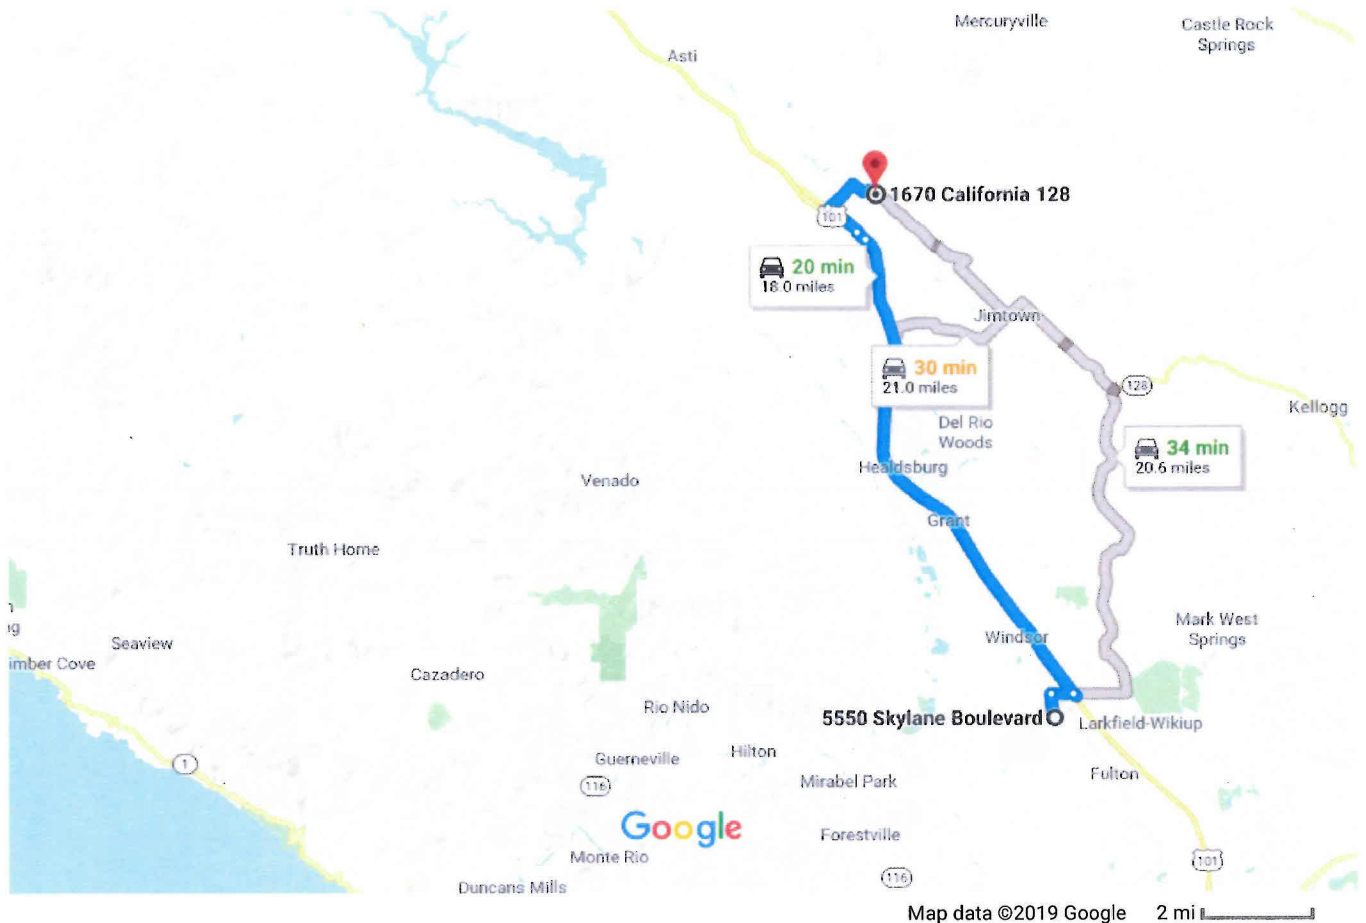 Mercuryville
Castle Rock
Springs
Asti
1670 California 128
101
20 min
18.0 miles
Jimtown
30 min
21.0 miles
128
Kellogg
Del Rio
Woods
34 min
20.6 miles
Healdsburg
Venado
Grant
Truth Home
Mark West
Springs
Seaview
Windsor
imber Cove
Cazadero
Rio Nido
5550 Skylane Boulevard
Larkfield-Wikiup
1
Guerneville
Hilton
116
Mirabel Park
Fulton
Google
Forestville
Monte Rio
101
116
Duncans Mills
Map data ©2019 Google 2 mi